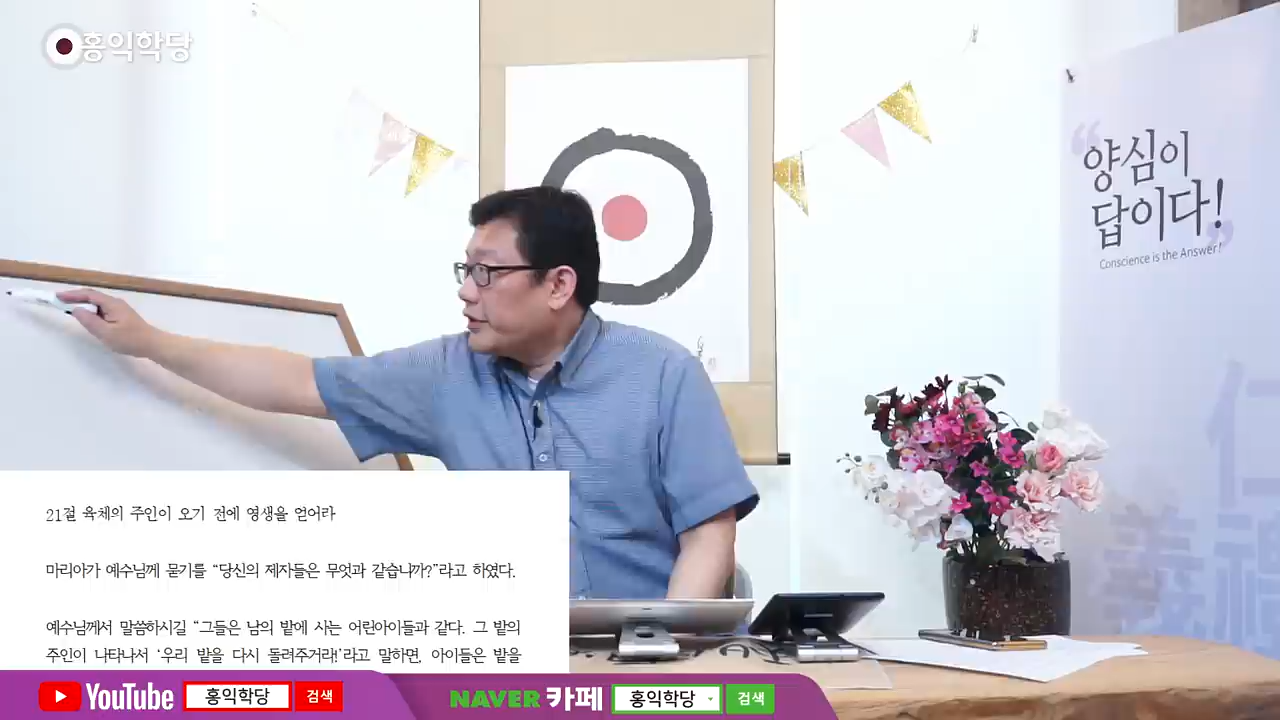 홍익학당
“양심이
답이다!”
Conscience is the Answer!
21절 육체의 주인이 오기 전에 영생을 얻어라
마리아가 예수님께 묻기를 “당신의 제자들은 무엇과 같습니까?”라고 하였다.
예수님께서 말씀하시길 “그들은 남의 밭에 사는 어린아이들과 같다. 그 밭의
주인이 나타나서 ‘우리 밭을 다시 돌려주거래!’라고 말하면, 아이들은 밭을
YouTube 홍익학당 검색 NAVER 카페 홍익학당 검색